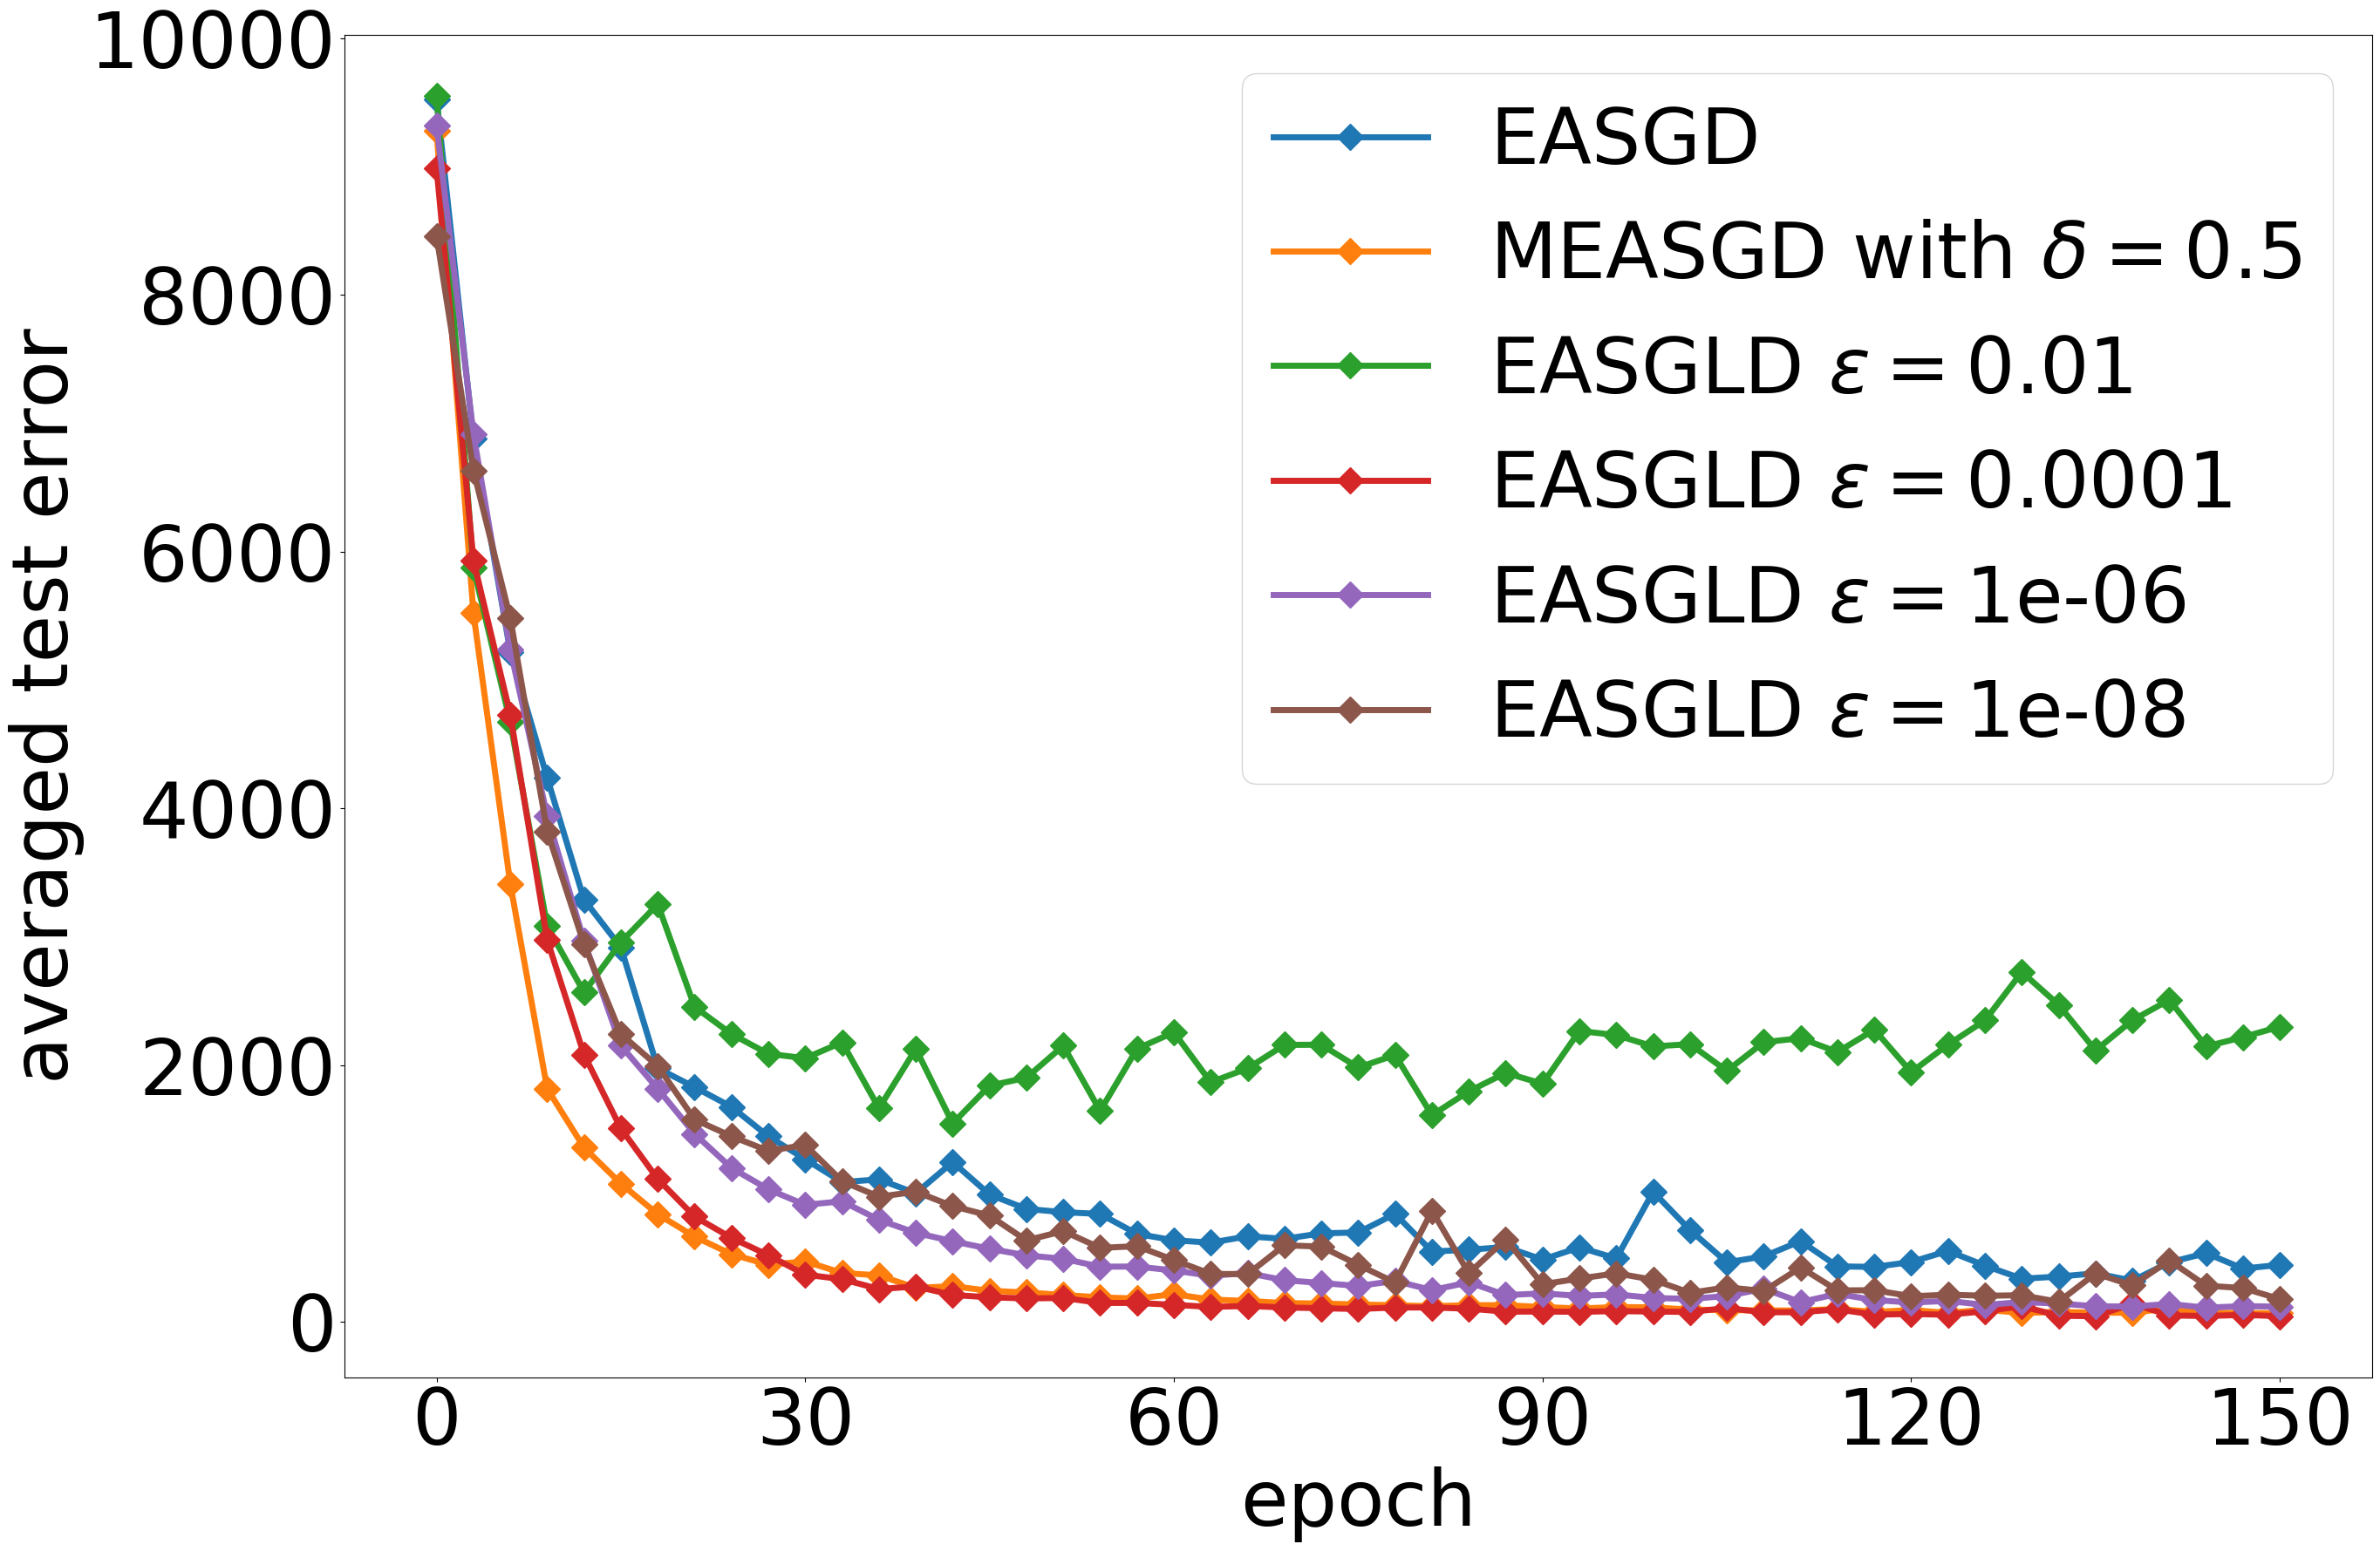 10000
8000
6000
4000
2000
0
averaged test error
0 30 60 90 120 150
epoch
EASGD
MEASGD with δ = 0.5
EASGLD ε = 0.01
EASGLD ε = 0.0001
EASGLD ε = 1e-06
EASGLD ε = 1e-08